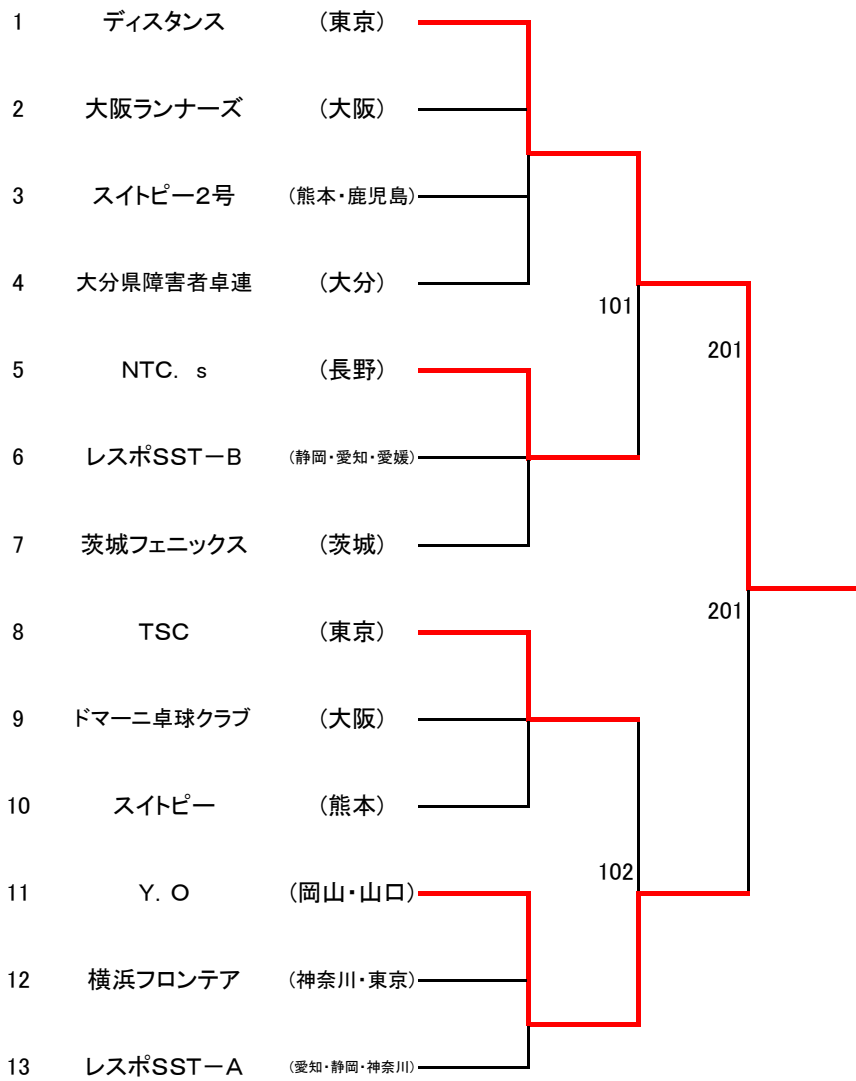 1 ディスタンス (東京)
2 大阪ランナーズ (大阪)
3 スイトピー2号 (熊本・鹿児島)
4 大分県障害者卓連 (大分)
101
201
5 NTC. s (長野)
6 レスポSST-B (静岡・愛知・愛媛)
7 茨城フェニックス (茨城)
201
8 TSC (東京)
9 ドマーニ卓球クラブ (大阪)
10 スイトピー (熊本)
102
11 Y. O (岡山・山口)
12 横浜フロンテア (神奈川・東京)
13 レスポSST-A (愛知・静岡・神奈川)